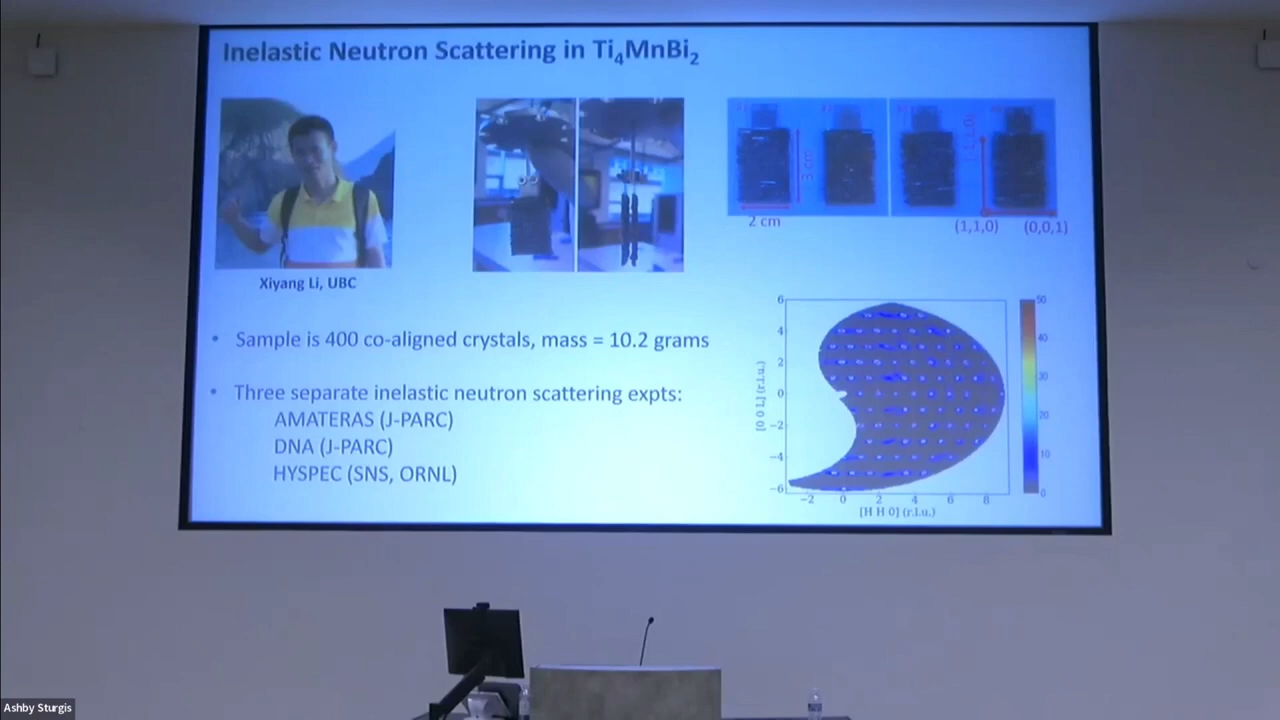 Inelastic Neutron Scattering in Ti₄MnBi₂
3 cm
2 cm
(1,1,0)
(0,0,1)
Xiyang Li, UBC
• Sample is 400 co-aligned crystals, mass = 10.2 grams
• Three separate inelastic neutron scattering expts:
AMATERAS (J-PARC)
DNA (J-PARC)
HYSPEC (SNS, ORNL)
[0 0 L] (r.l.u.)
6
4
2
0
−2
−4
−6
−2 0 2 4 6 8
[H H 0] (r.l.u.)
50
40
30
20
10
0
Ashby Sturgis